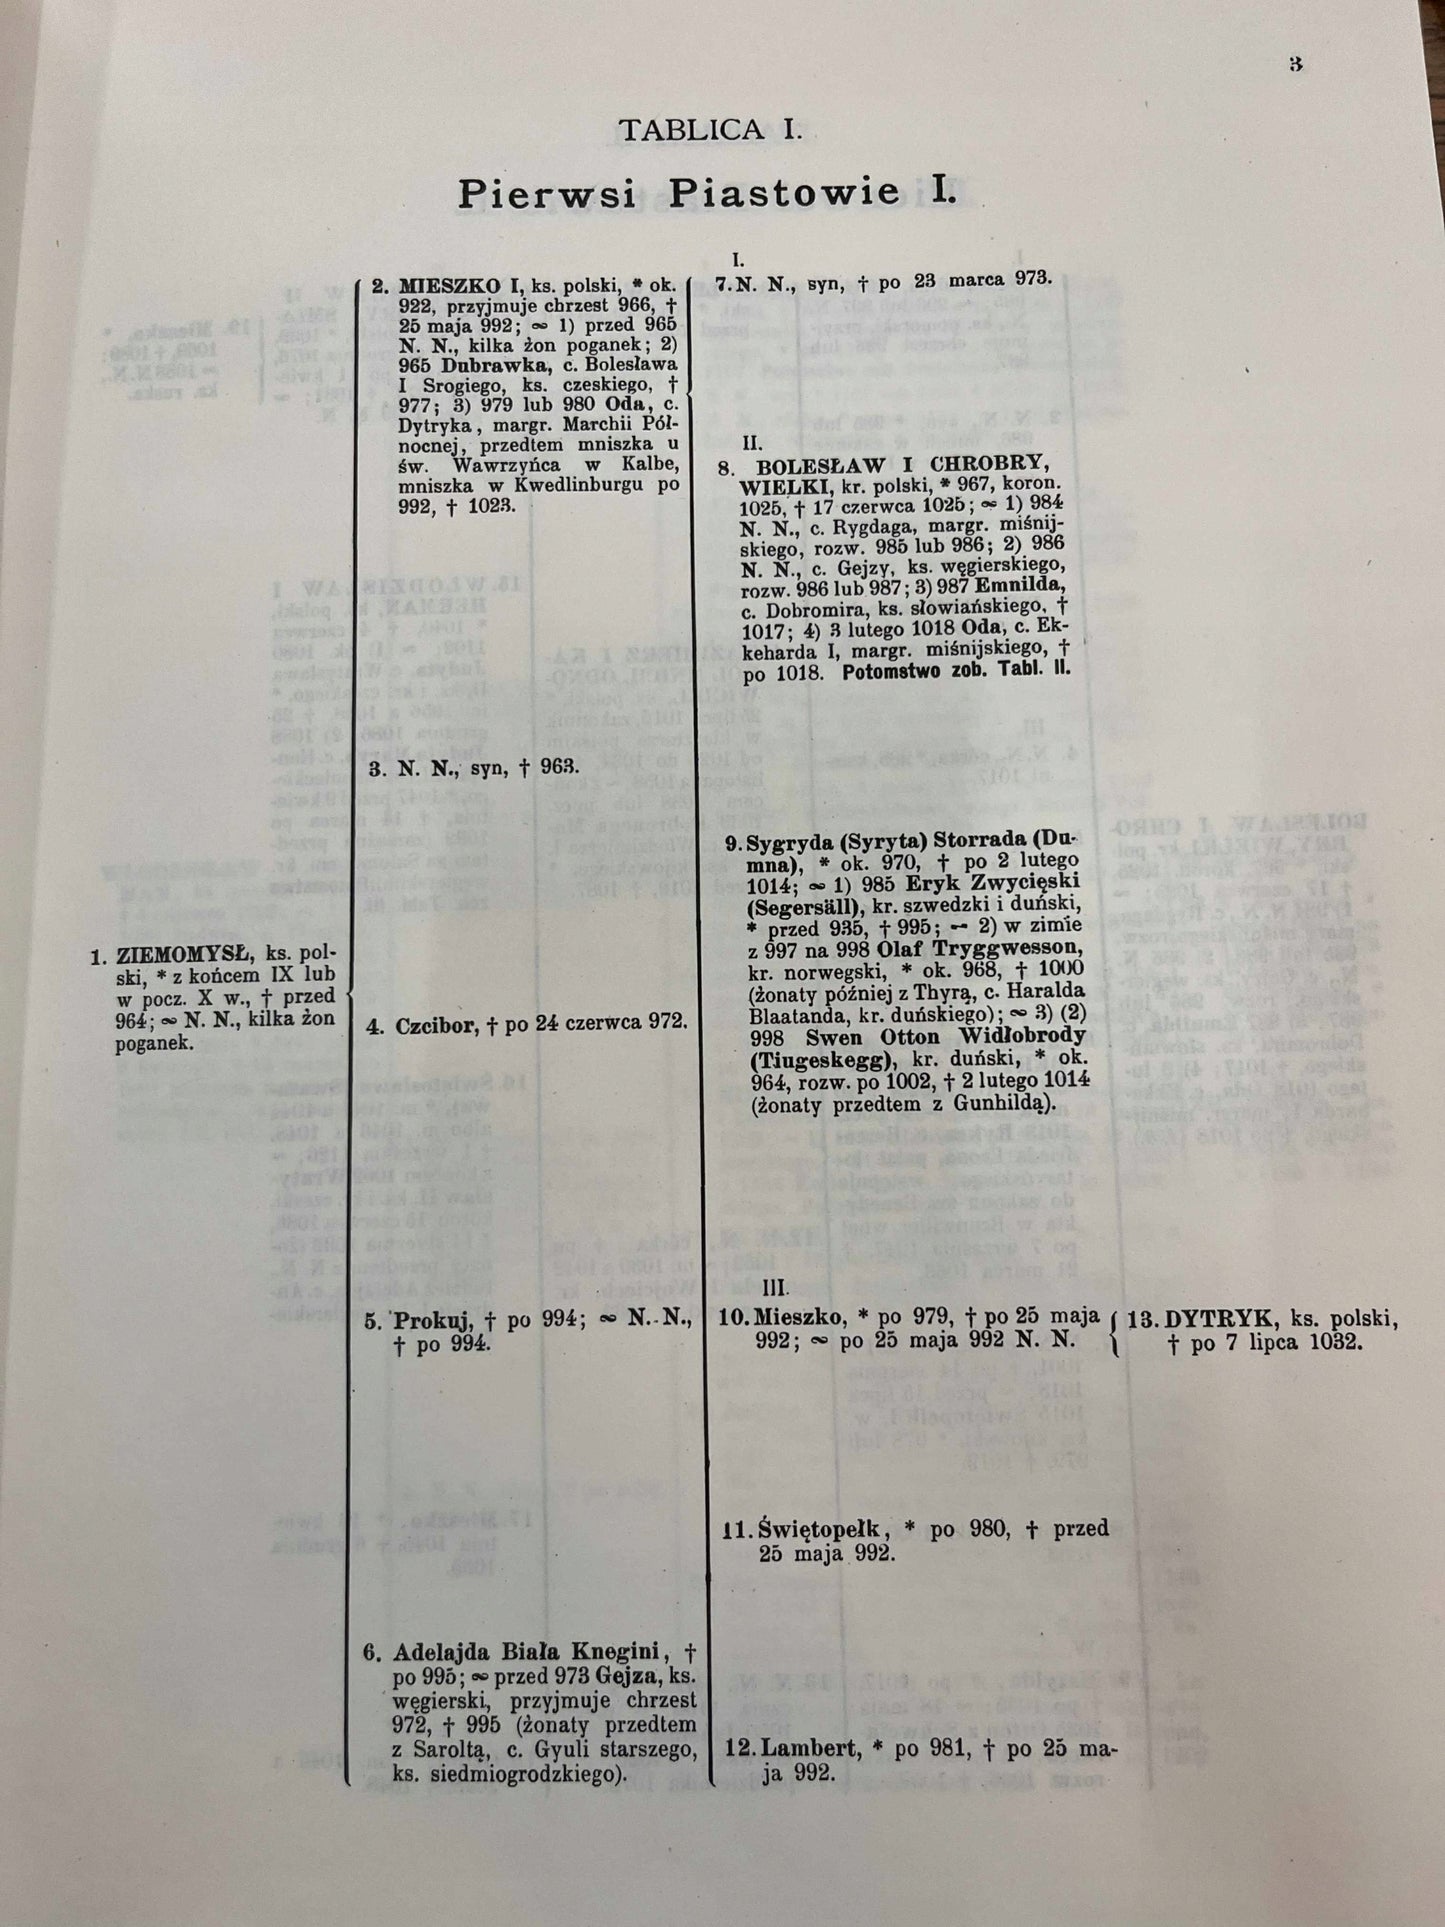 3
TABLICA I.
Pierwsi Piastowie I.
1. ZIEMOMYSŁ, ks. pol-
ski, * z końcem IX lub
w pocz. X w., † przed
964; ∞ N. N., kilka żon
poganek.
2. MIESZKO I, ks. polski, * ok.
922, przyjmuje chrzest 966, †
25 maja 992; ∞ 1) przed 965
N. N., kilka żon poganek; 2)
965 Dubrawka, c. Bolesława
I Srogiego, ks. czeskiego, †
977; 3) 979 lub 980 Oda, c.
Dytryka, margr. Marchii Pół-
nocnej, przedtem mniszka u
św. Wawrzyńca w Kalbe,
mniszka w Kwedlinburgu po
992, † 1023.
3. N. N., syn, † 963.
4. Czcibor, † po 24 czerwca 972.
5. Prokuj, † po 994; ∞ N. N.,
† po 994.
6. Adelajda Biała Knegini, †
po 995; ∞ przed 973 Gejza, ks.
węgierski, przyjmuje chrzest
972, † 995 (żonaty przedtem
z Saroltą, c. Gyuli starszego,
ks. siedmiogrodzkiego).
I.
7. N. N., syn, † po 23 marca 973.
II.
8. BOLESŁAW I CHROBRY,
WIELKI, kr. polski, * 967, koron.
1025, † 17 czerwca 1025; ∞ 1) 984
N. N., c. Rygdaga, margr. miśnij-
skiego, rozw. 985 lub 986; 2) 986
N. N., c. Gejzy, ks. węgierskiego,
rozw. 986 lub 987; 3) 987 Emnilda,
c. Dobromira, ks. słowiańskiego, †
1017; 4) 3 lutego 1018 Oda, c. Ek-
keharda I, margr. miśnijskiego, †
po 1018. Potomstwo zob. Tabl. II.
9. Sygryda (Syryta) Storrada (Du-
mna), * ok. 970, † po 2 lutego
1014; ∞ 1) 985 Eryk Zwycięski
(Segersäll), kr. szwedzki i duński,
* przed 935, † 995; ∞ 2) w zimie
z 997 na 998 Olaf Tryggwesson,
kr. norwegski, * ok. 968, † 1000
(żonaty później z Thyrą, c. Haralda
Blaatanda, kr. duńskiego); ∞ 3) (2)
998 Swen Otton Widłobrody
(Tiugeskegg), kr. duński, * ok.
964, rozw. po 1002, † 2 lutego 1014
(żonaty przedtem z Gunhildą).
III.
10. Mieszko, * po 979, † po 25 maja
992; ∞ po 25 maja 992 N. N.
11. Świętopełk, * po 980, † przed
25 maja 992.
12. Lambert, * po 981, † po 25 ma-
ja 992.
13. DYTRYK, ks. polski,
† po 7 lipca 1032.